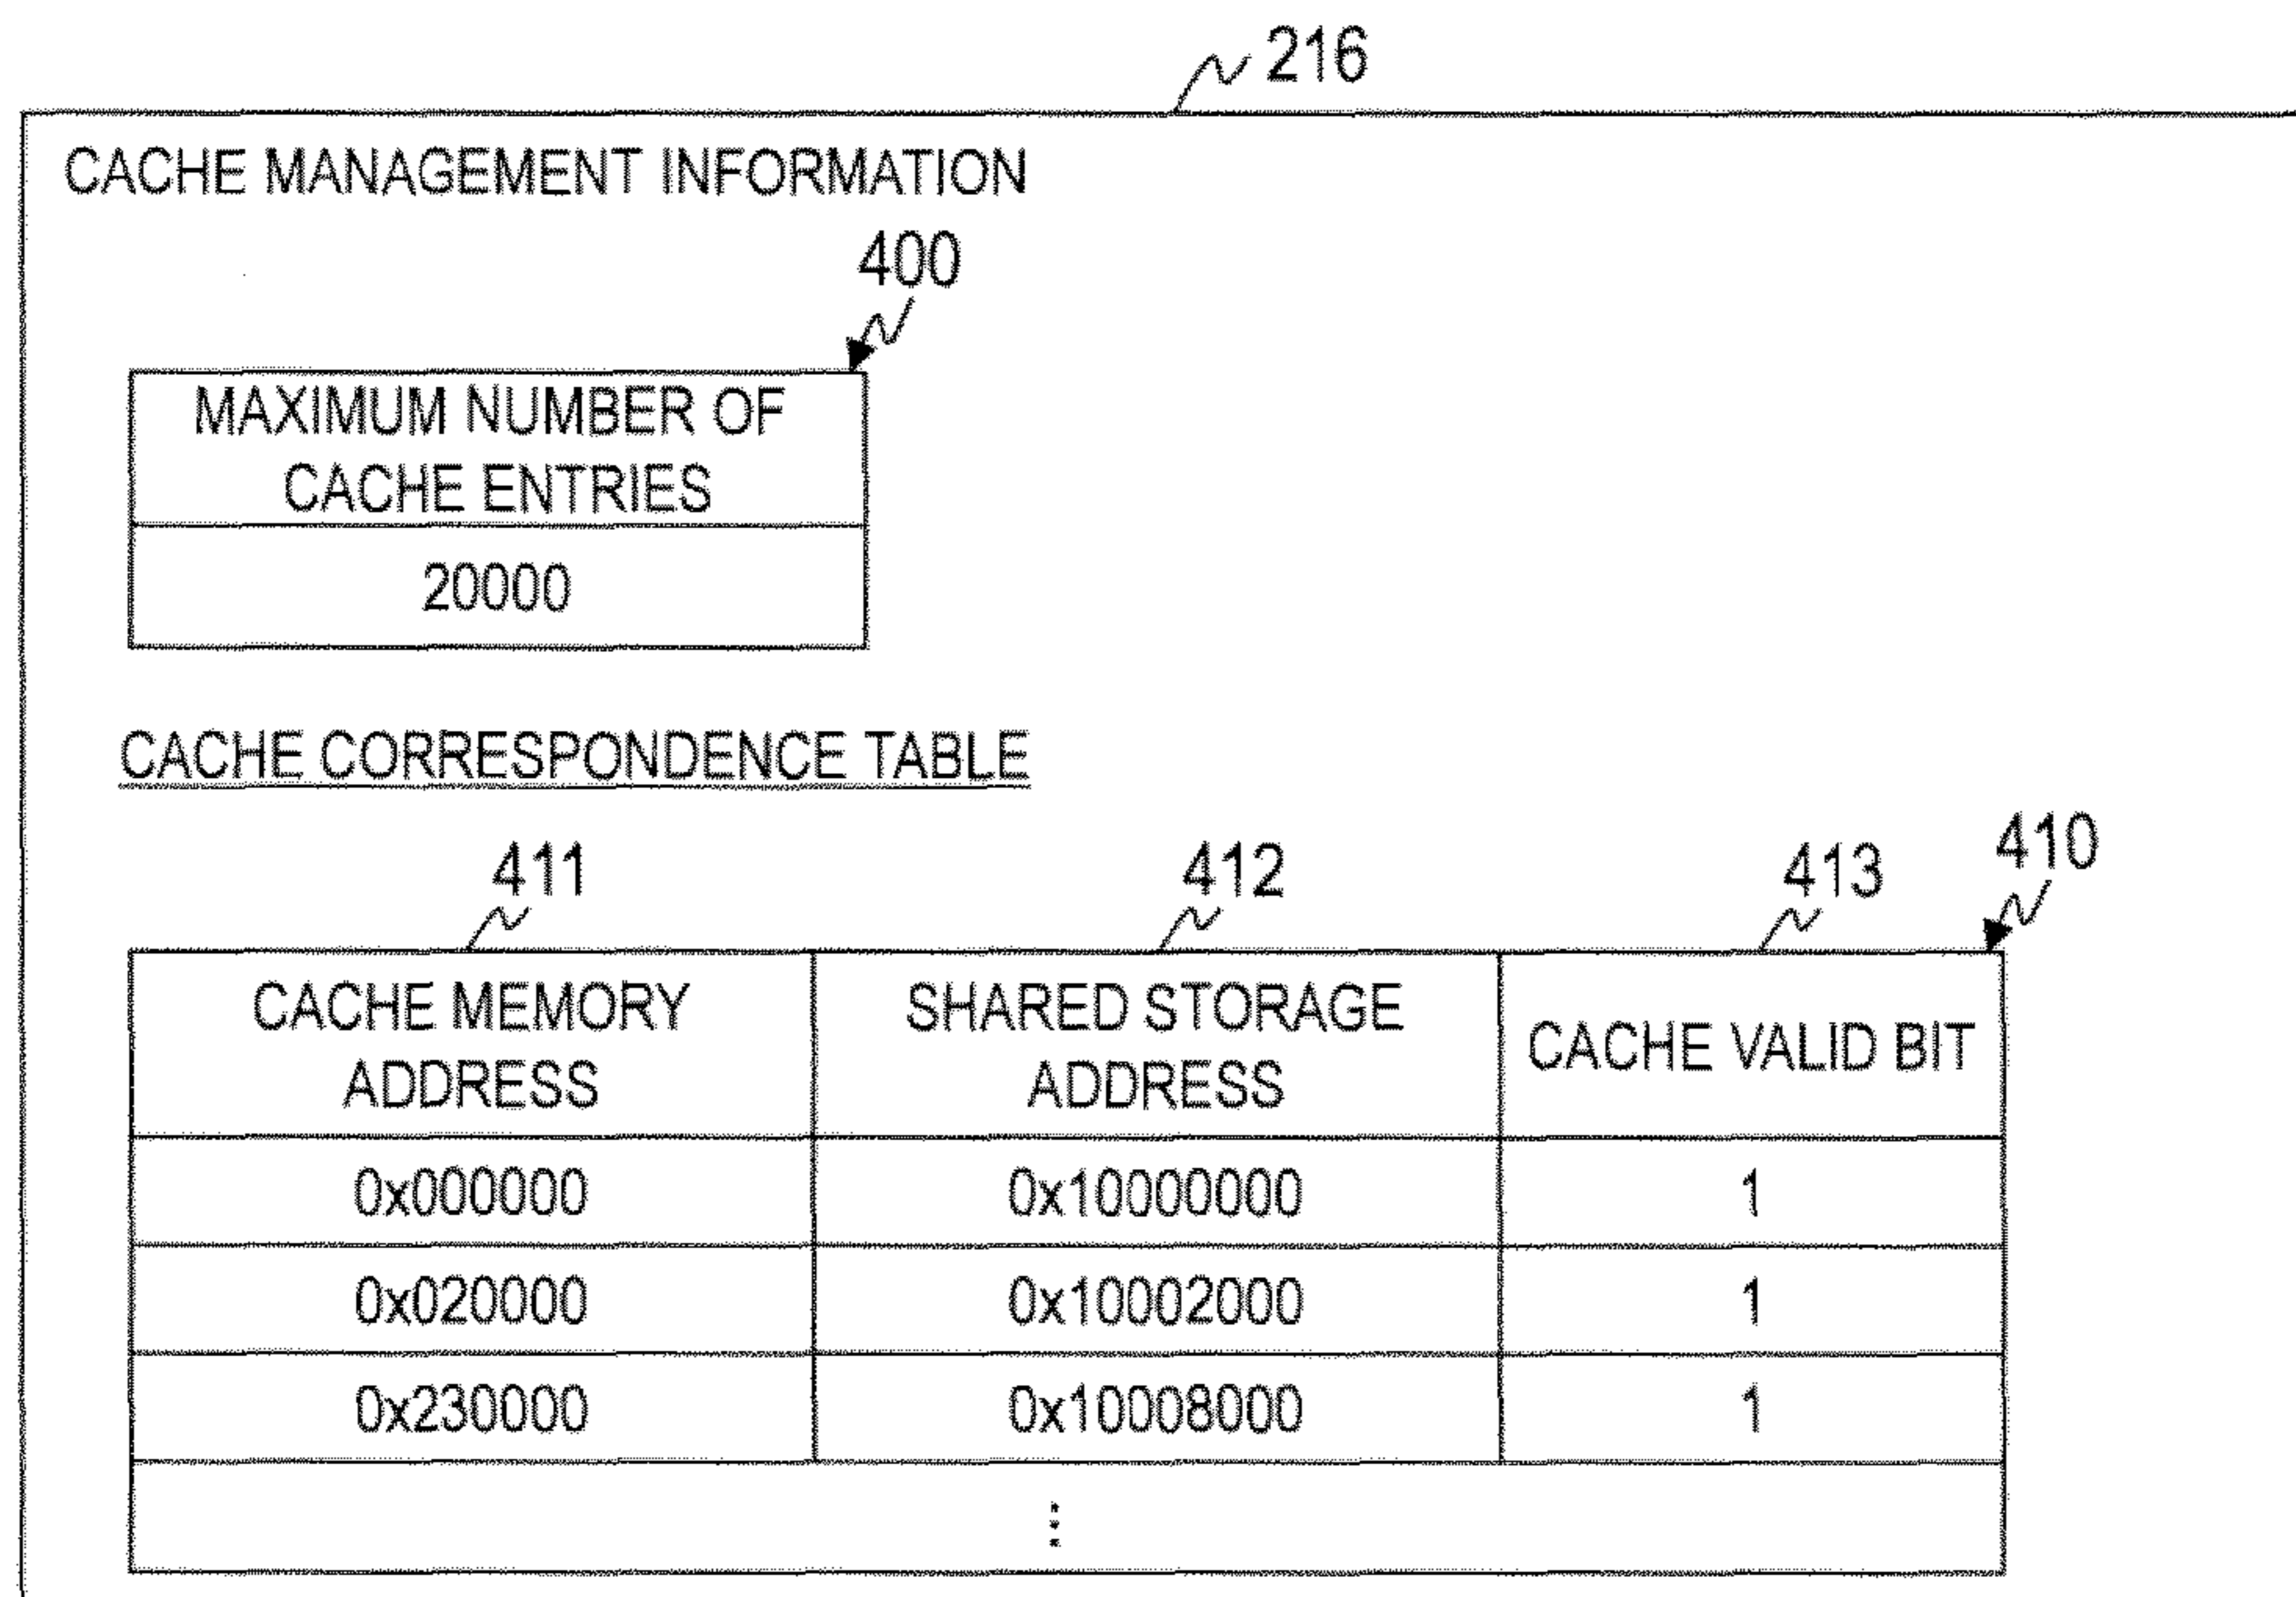 216
CACHE MANAGEMENT INFORMATION
400
MAXIMUM NUMBER OF
CACHE ENTRIES
20000
CACHE CORRESPONDENCE TABLE
411 412 413 410
CACHE MEMORY ADDRESS SHARED STORAGE ADDRESS CACHE VALID BIT
0x000000 0x10000000 1
0x020000 0x10002000 1
0x230000 0x10008000 1
⋮